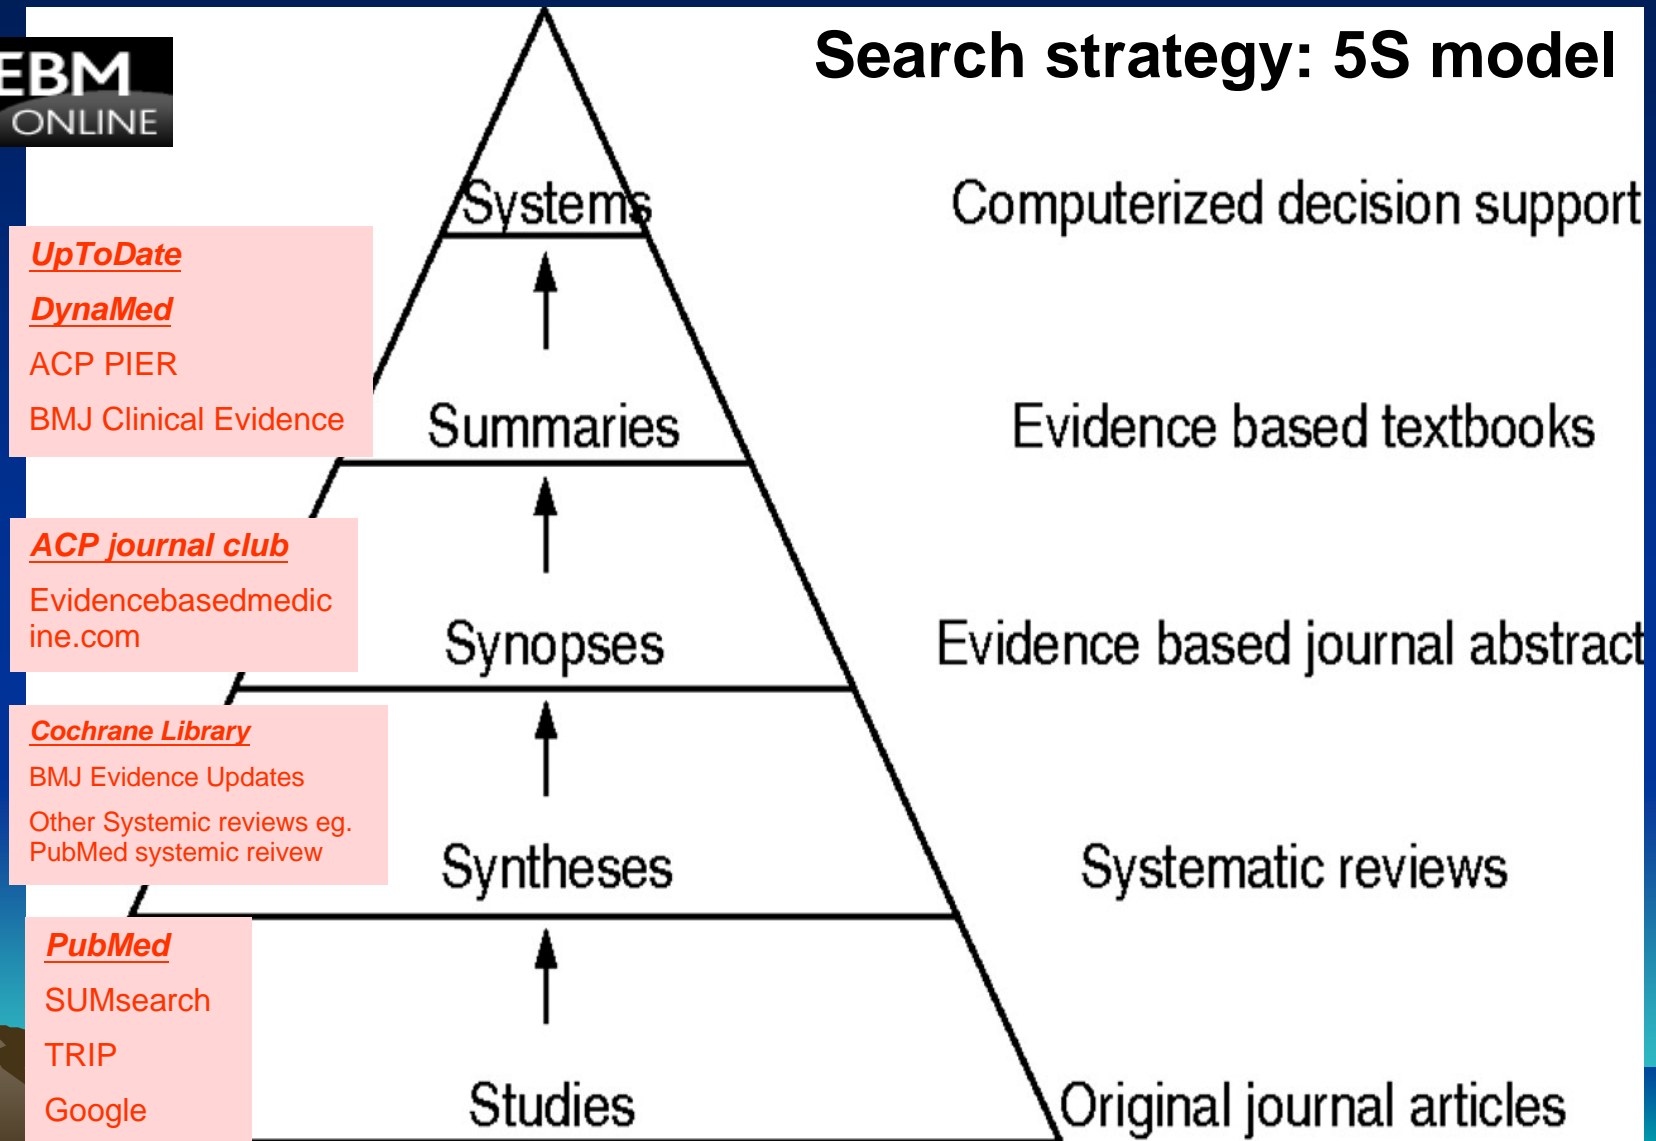 Search strategy: 5S model
EBM
ONLINE
Systems
Computerized decision support
UpToDate
DynaMed
ACP PIER
BMJ Clinical Evidence
Summaries
Evidence based textbooks
ACP journal club
Evidencebasedmedic
ine.com
Synopses
Evidence based journal abstract
Cochrane Library
BMJ Evidence Updates
Other Systemic reviews eg.
PubMed systemic reivew
Syntheses
Systematic reviews
PubMed
SUMsearch
TRIP
Google
Studies
Original journal articles